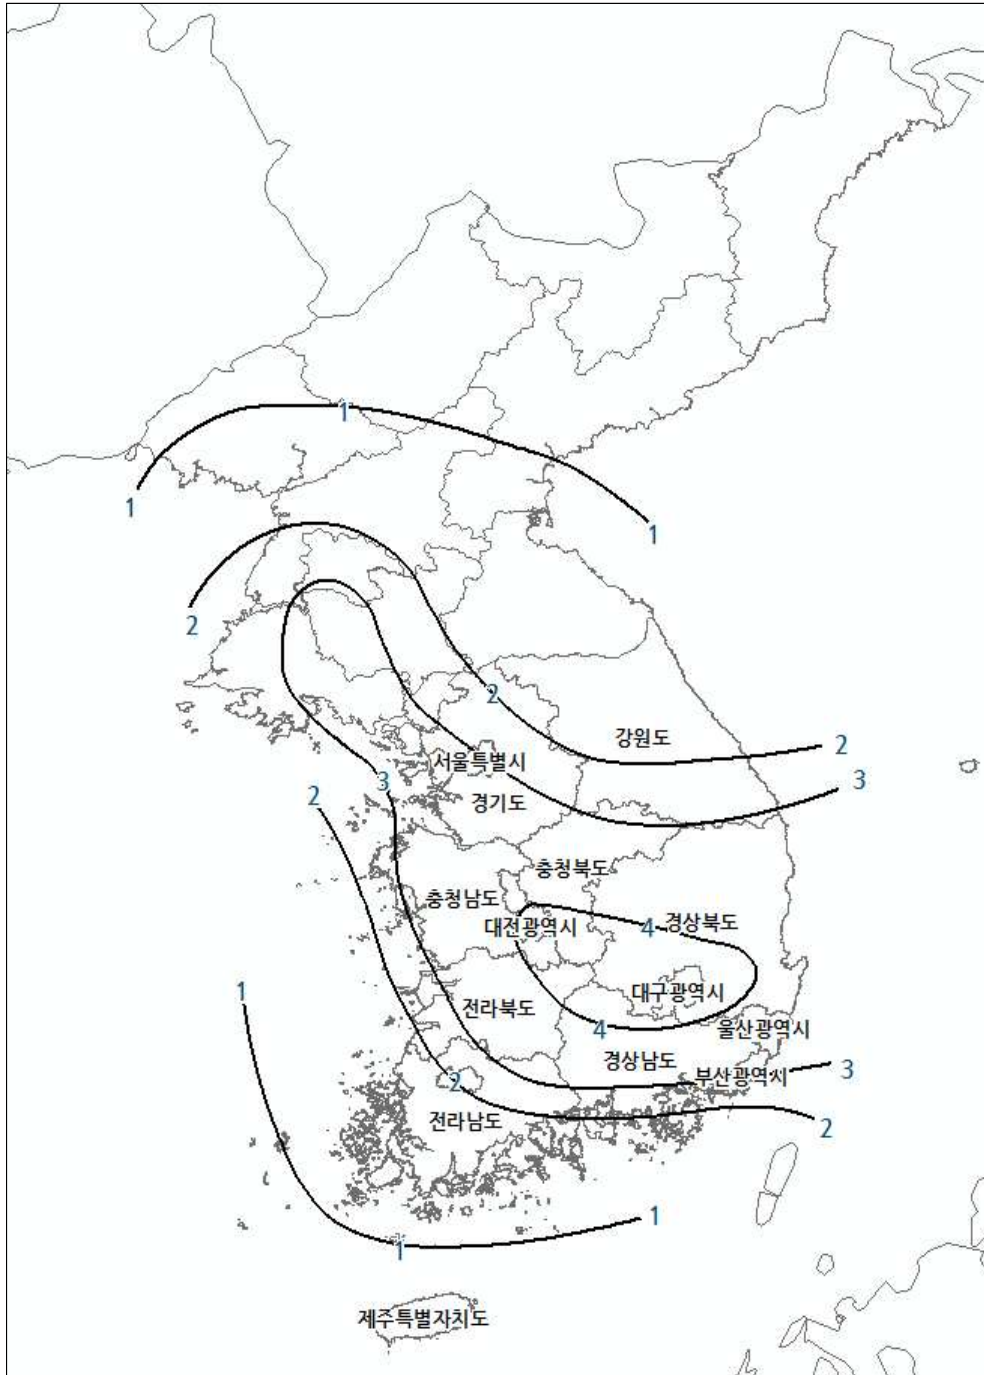 1
1
1
2
2
강원도
2
서울특별시
3
3
2
경기도
충청북도
충청남도
경상북도
대전광역시
4
1
대구광역시
전라북도
울산광역시
4
경상남도
3
부산광역시
2
전라남도
2
1
1
제주특별자치도